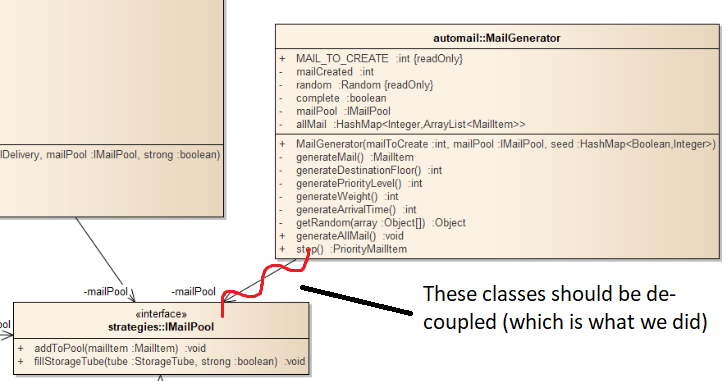 automail::MailGenerator
+ MAIL_TO_CREATE :int {readOnly}
- mailCreated :int
- random :Random {readOnly}
- complete :boolean
- mailPool :IMailPool
- allMail :HashMap<Integer,ArrayList<MailItem>>
+ MailGenerator(mailToCreate :int, mailPool :IMailPool, seed :HashMap<Boolean,Integer>)
- generateMail() :MailItem
- generateDestinationFloor() :int
- generatePriorityLevel() :int
- generateWeight() :int
- generateArrivalTime() :int
- getRandom(array :Object[]) :Object
+ generateAllMail() :void
+ step() :PriorityMailItem
lDelivery, mailPool :IMailPool, strong :boolean)
-mailPool
-mailPool
«interface»
strategies::IMailPool
+ addToPool(mailItem :MailItem) :void
+ fillStorageTube(tube :StorageTube, strong :boolean) :void
ool
These classes should be de-
coupled (which is what we did)